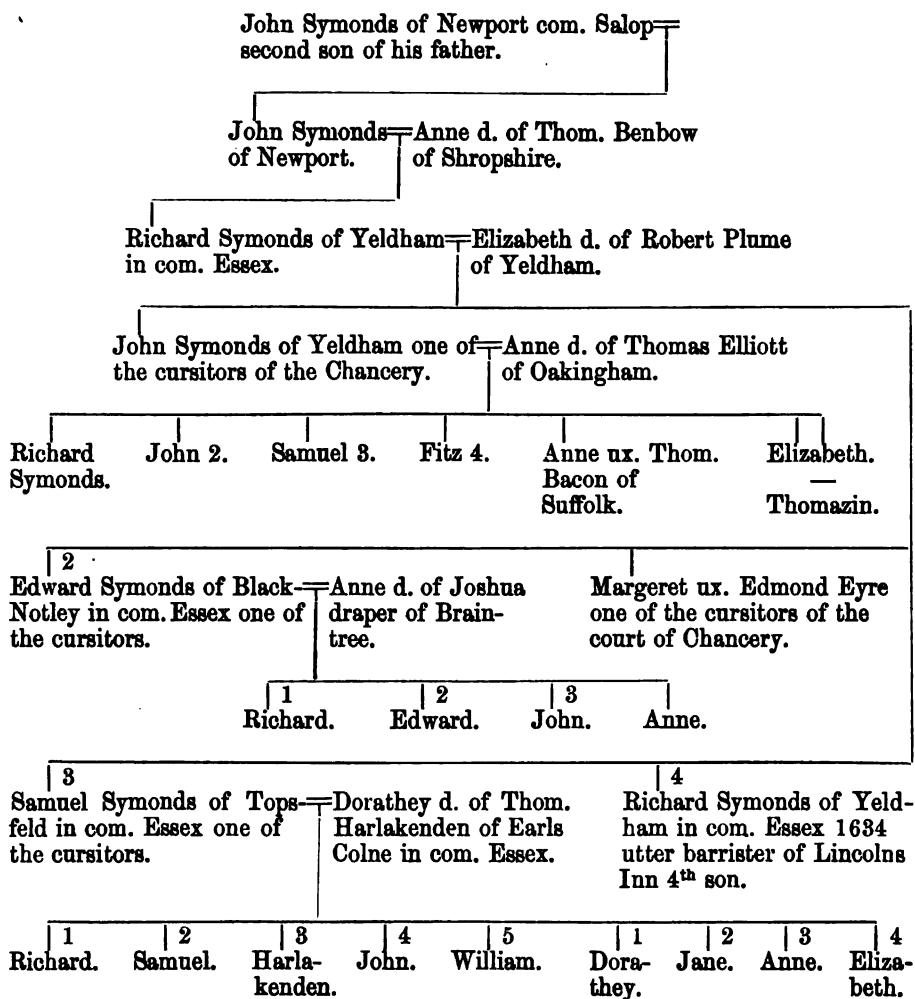 John Symonds of Newport com. Salop
second son of his father.
John Symonds
of Newport.
Anne d. of Thom. Benbow
of Shropshire.
Richard Symonds of Yeldham
in com. Essex.
Elizabeth d. of Robert Plume
of Yeldham.
John Symonds of Yeldham one of
the cursitors of the Chancery.
Anne d. of Thomas Elliott
of Oakingham.
Richard
Symonds.
John 2.
Samuel 3.
Fitz 4.
Anne ux. Thom.
Bacon of
Suffolk.
Elizabeth.
—
Thomazin.
2
Edward Symonds of Black-
Notley in com. Essex one of
the cursitors.
Anne d. of Joshua
draper of Brain-
tree.
Margeret ux. Edmond Eyre
one of the cursitors of the
court of Chancery.
1
Richard.
2
Edward.
3
John.
Anne.
3
Samuel Symonds of Tops-
feld in com. Essex one of
the cursitors.
Dorathey d. of Thom.
Harlakenden of Earls
Colne in com. Essex.
4
Richard Symonds of Yeld-
ham in com. Essex 1634
utter barrister of Lincolns
Inn 4th son.
1
Richard.
2
Samuel.
3
Harla-
kenden.
4
John.
5
William.
1
Dora-
they.
2
Jane.
3
Anne.
4
Eliza-
beth.